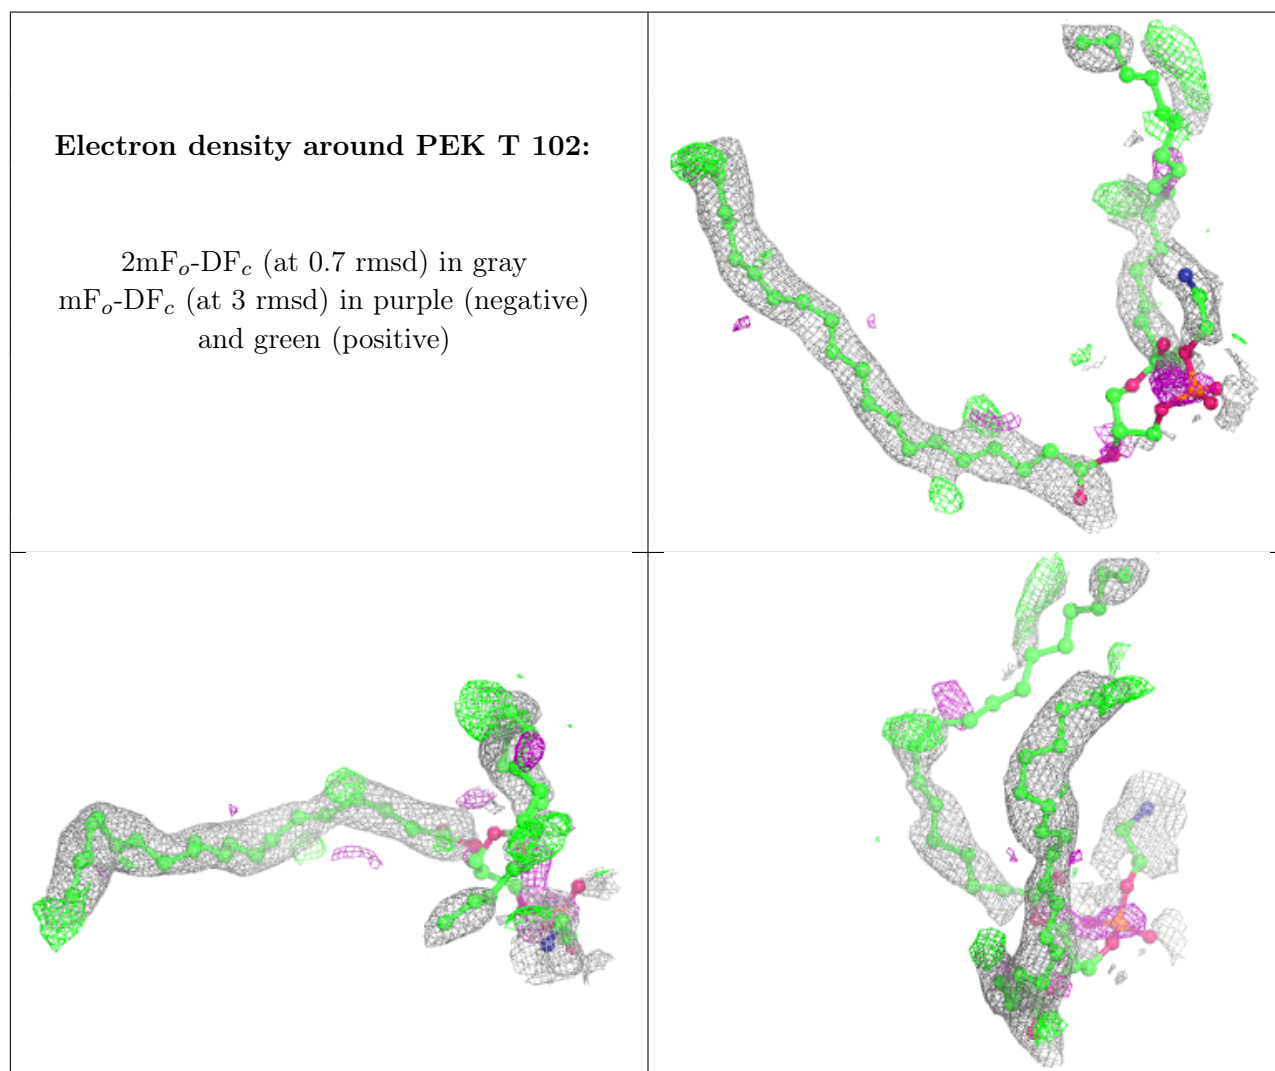 Electron density around PEK T 102:
2mFo-DFc (at 0.7 rmsd) in gray
mFo-DFc (at 3 rmsd) in purple (negative)
and green (positive)